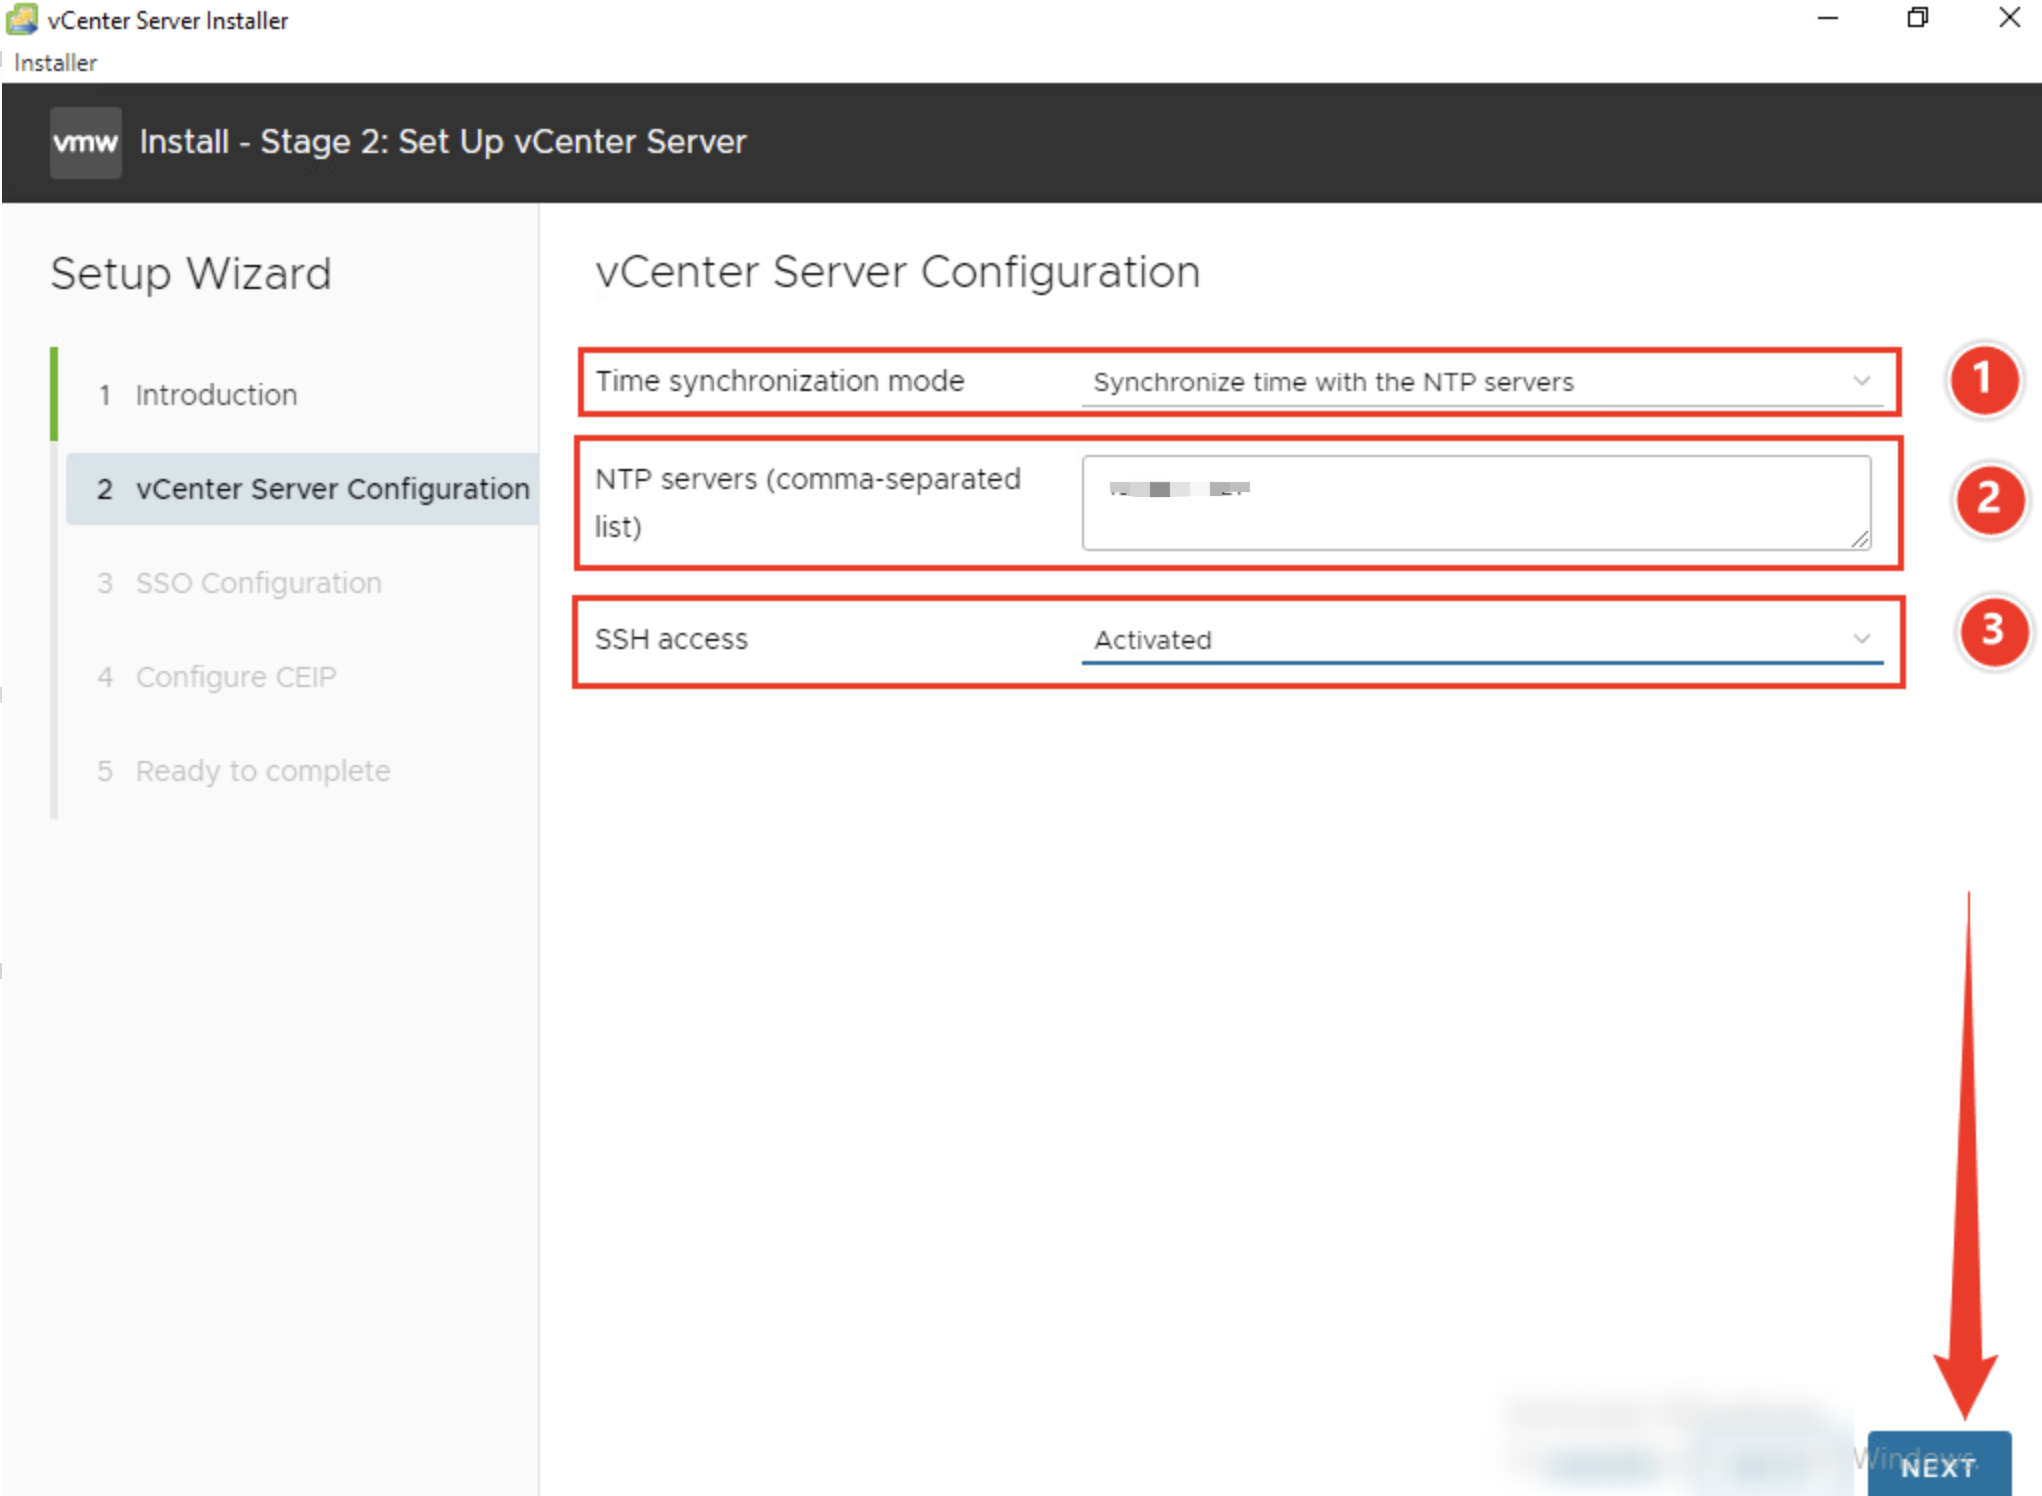 vCenter Server Installer
Installer
vmw Install - Stage 2: Set Up vCenter Server
Setup Wizard
1 Introduction
2 vCenter Server Configuration
3 SSO Configuration
4 Configure CEIP
5 Ready to complete
vCenter Server Configuration
Time synchronization mode Synchronize time with the NTP servers
1
NTP servers (comma-separated
list)
2
SSH access Activated
3
Windows.
NEXT